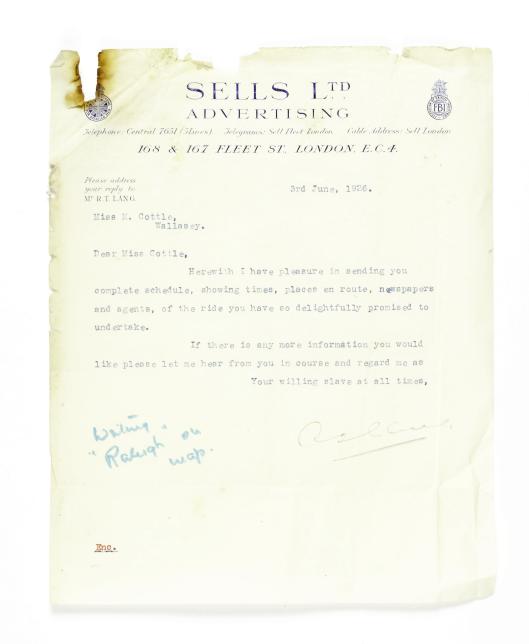 SELLS LTD
ADVERTISING
Telephone: Central 7651 (3 lines). Telegrams: Sell Fleet London Cable Address: Sell London
168 & 167 FLEET ST., LONDON, E.C.4.
FBI
Please address
your reply to
Mr R.T. LANG.
3rd June, 1926.
Miss M. Cottle,
Wallasey.
Dear Miss Cottle,
Herewith I have pleasure in sending you
complete schedule, showing times, places en route, newspapers
and agents, of the ride you have so delightfully promised to
undertake.
If there is any more information you would
like please let me hear from you in course and regard me as
Your willing slave at all times,
Writing
"Raleigh on
map.
Enc.